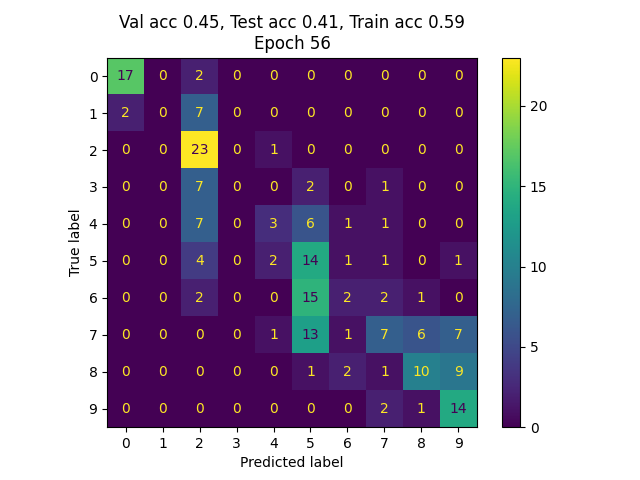 Val acc 0.45, Test acc 0.41, Train acc 0.59
Epoch 56
0 17 0 2 0 0 0 0 0 0 0
1 2 0 7 0 0 0 0 0 0 0
2 0 0 23 0 1 0 0 0 0 0
3 0 0 7 0 0 2 0 1 0 0
4 0 0 7 0 3 6 1 1 0 0
5 0 0 4 0 2 14 1 1 0 1
6 0 0 2 0 0 15 2 2 1 0
7 0 0 0 0 1 13 1 7 6 7
8 0 0 0 0 0 1 2 1 10 9
9 0 0 0 0 0 0 0 2 1 14
0 1 2 3 4 5 6 7 8 9
Predicted label
True label
20
15
10
5
0